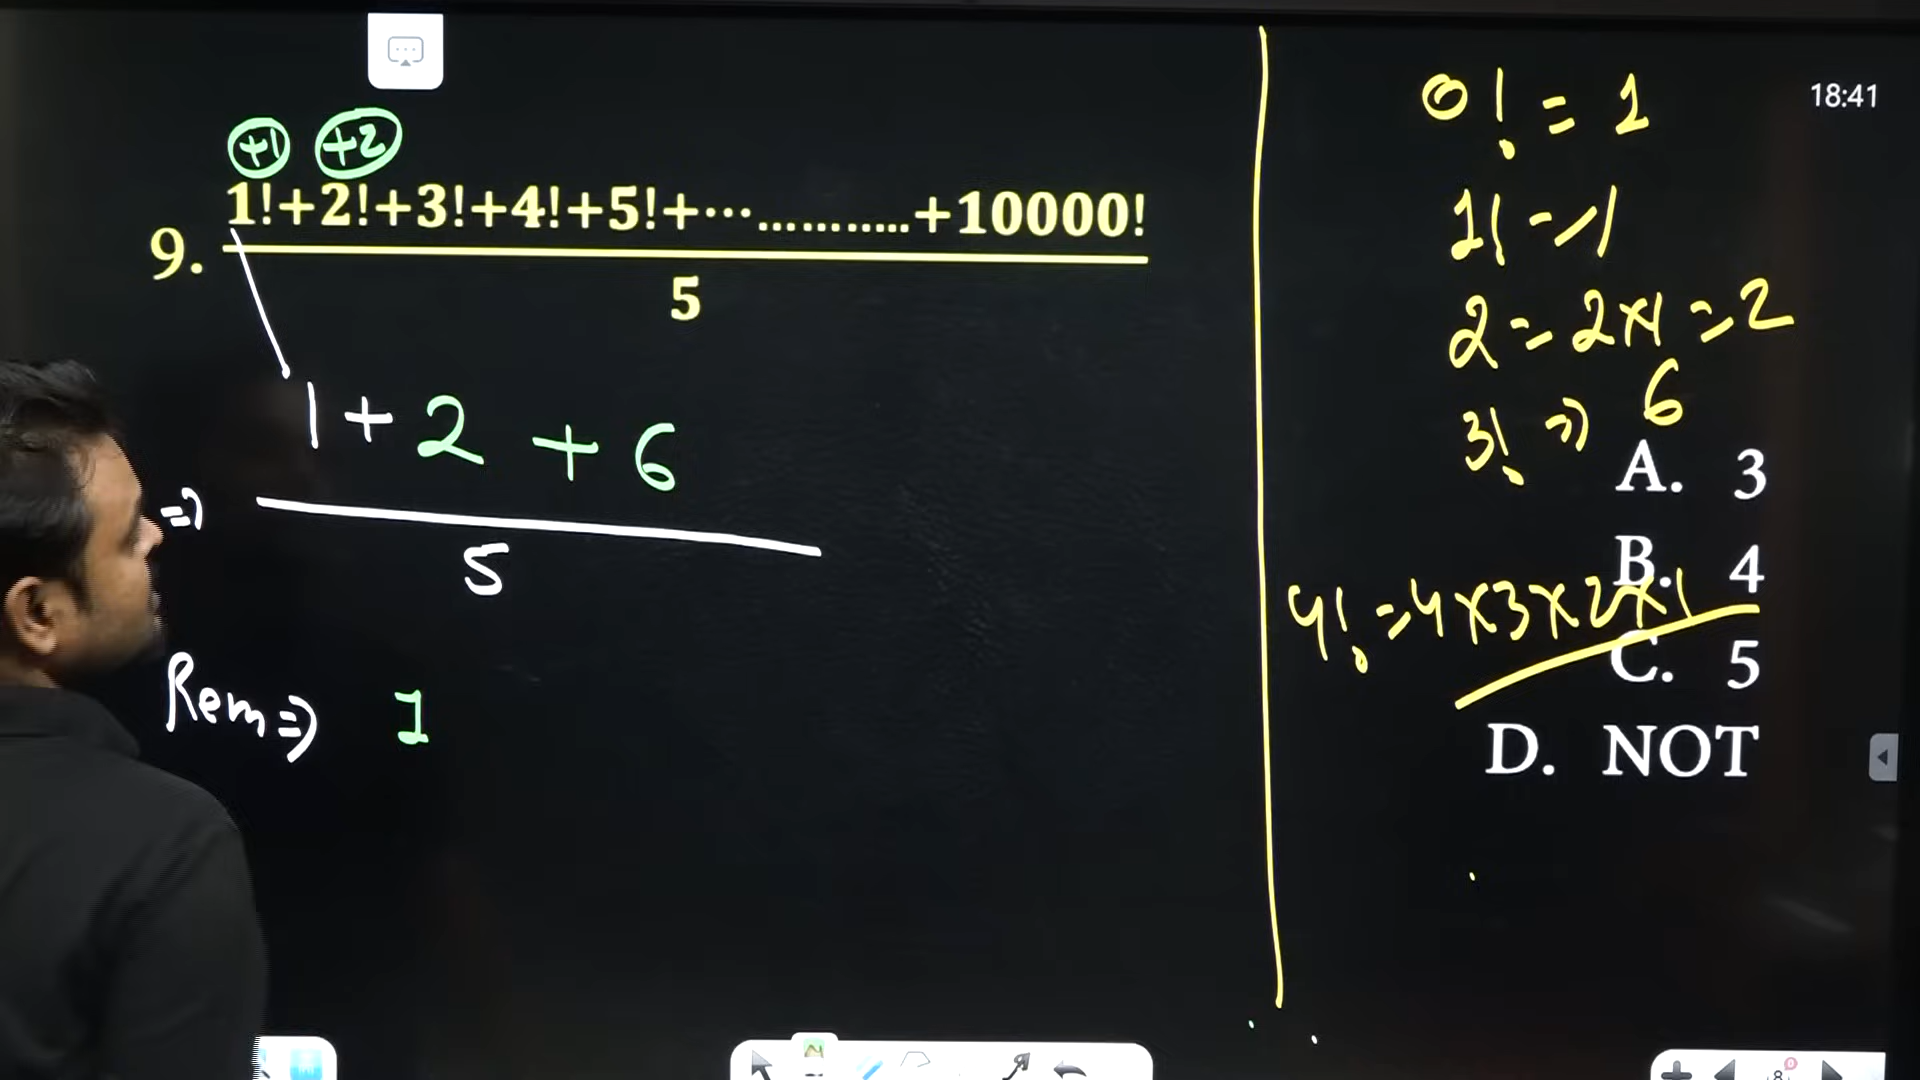 18:41
+1 +2
9. 1!+2!+3!+4!+5!+⋯………..+10000!
5
1 + 2 + 6
=>
5
Rem => 1
0! = 1
1! = 1
2 = 2×1 = 2
3! => 6
4! = 4×3×2×1
A. 3
B. 4
C. 5
D. NOT
8